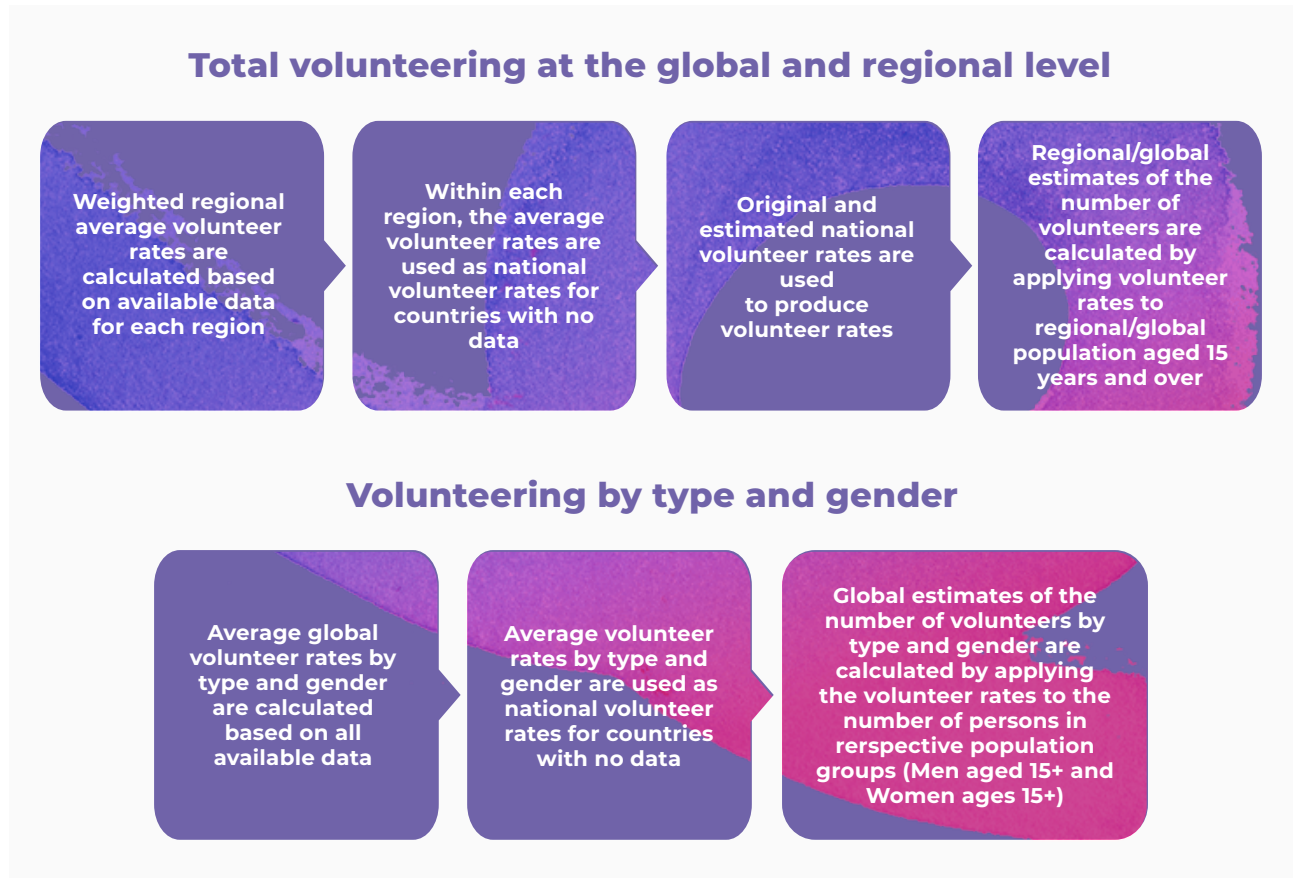 Total volunteering at the global and regional level
Weighted regional
average volunteer
rates are
calculated based
on available data
for each region
Within each
region, the average
volunteer rates are
used as national
volunteer rates for
countries with no
data
Original and
estimated national
volunteer rates are
used
to produce
volunteer rates
Regional/global
estimates of the
number of
volunteers are
calculated by
applying volunteer
rates to
regional/global
population aged 15
years and over
Volunteering by type and gender
Average global
volunteer rates by
type and gender
are calculated
based on all
available data
Average volunteer
rates by type and
gender are used as
national volunteer
rates for countries
with no data
Global estimates of the
number of volunteers by
type and gender are
calculated by applying
the volunteer rates to the
number of persons in
rerspective population
groups (Men aged 15+ and
Women ages 15+)